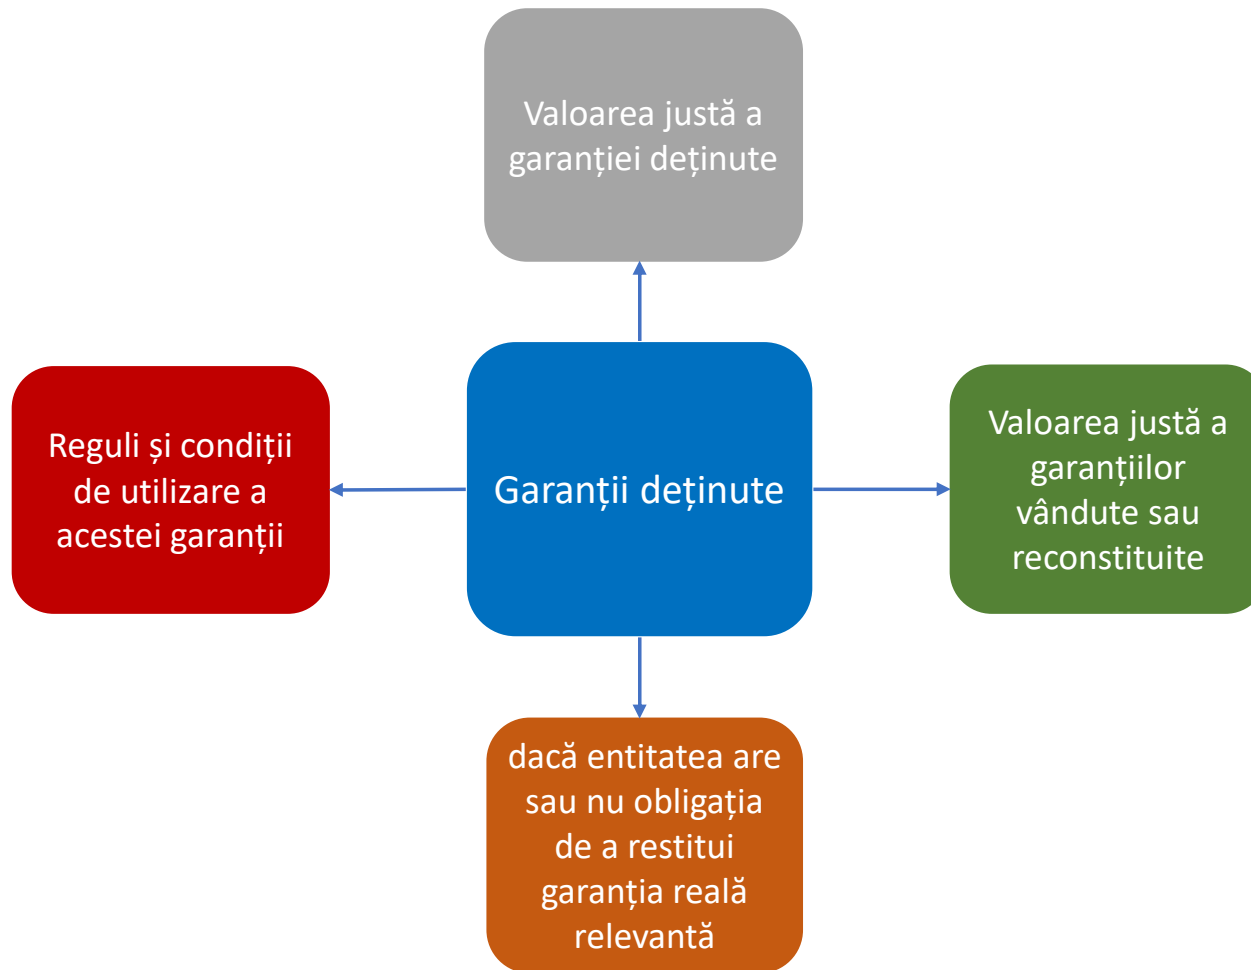 Valoarea justă a
garanției deținute
Reguli și condiții
de utilizare a
acestei garanții
Garanții deținute
Valoarea justă a
garanțiilor
vândute sau
reconstituite
dacă entitatea are
sau nu obligația
de a restitui
garanția reală
relevantă